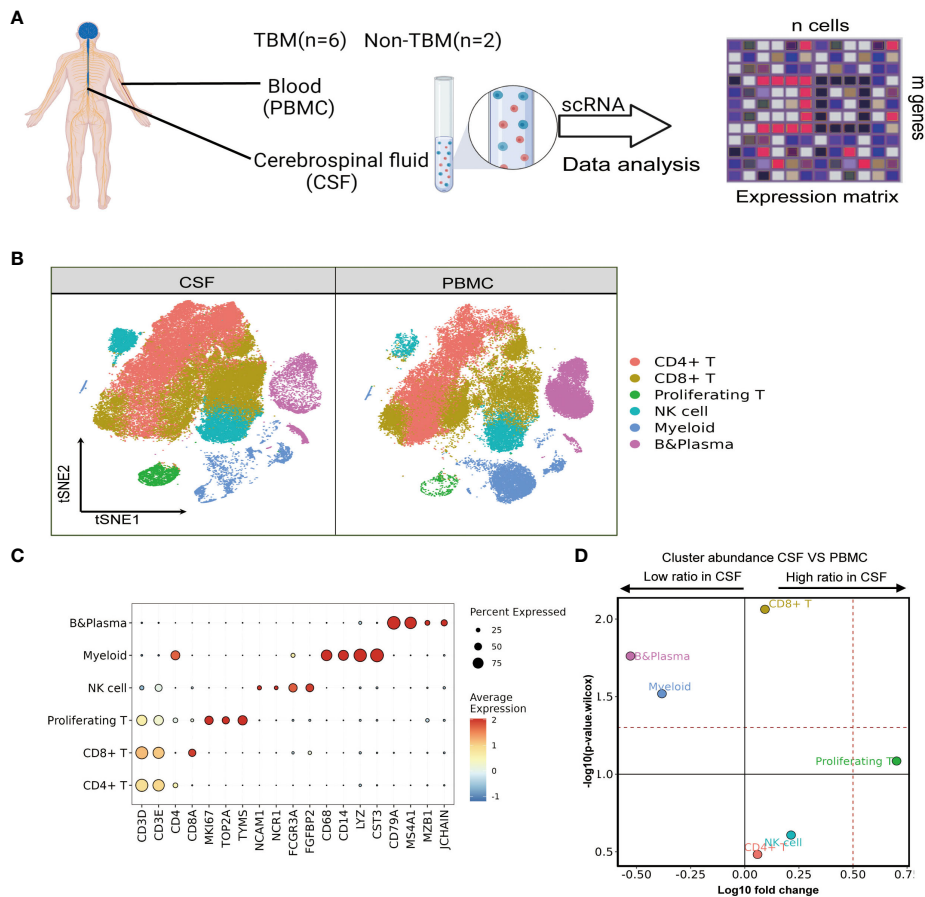 A
TBM(n=6) Non-TBM(n=2)
Blood
(PBMC)
Cerebrospinal fluid
(CSF)
scRNA
Data analysis
n cells
m genes
Expression matrix
B
CSF
PBMC
tSNE2
tSNE1
CD4+ T
CD8+ T
Proliferating T
NK cell
Myeloid
B&Plasma
C
B&Plasma
Myeloid
NK cell
Proliferating T
CD8+ T
CD4+ T
CD3D
CD3E
CD4
CD8A
MKI67
TOP2A
TYMS
NCAM1
NCR1
FCGR3A
FGFBP2
CD68
CD14
LYZ
CST3
CD79A
MS4A1
MZB1
JCHAIN
Percent Expressed
25
50
75
Average
Expression
2
1
0
-1
D
Cluster abundance CSF VS PBMC
Low ratio in CSF
High ratio in CSF
-log10(p-value.wilcox)
2.0
1.5
1.0
0.5
CD8+ T
B&Plasma
Myeloid
Proliferating T
NK cell
CD4+ T
-0.50
-0.25
0.00
0.25
0.50
Log10 fold change